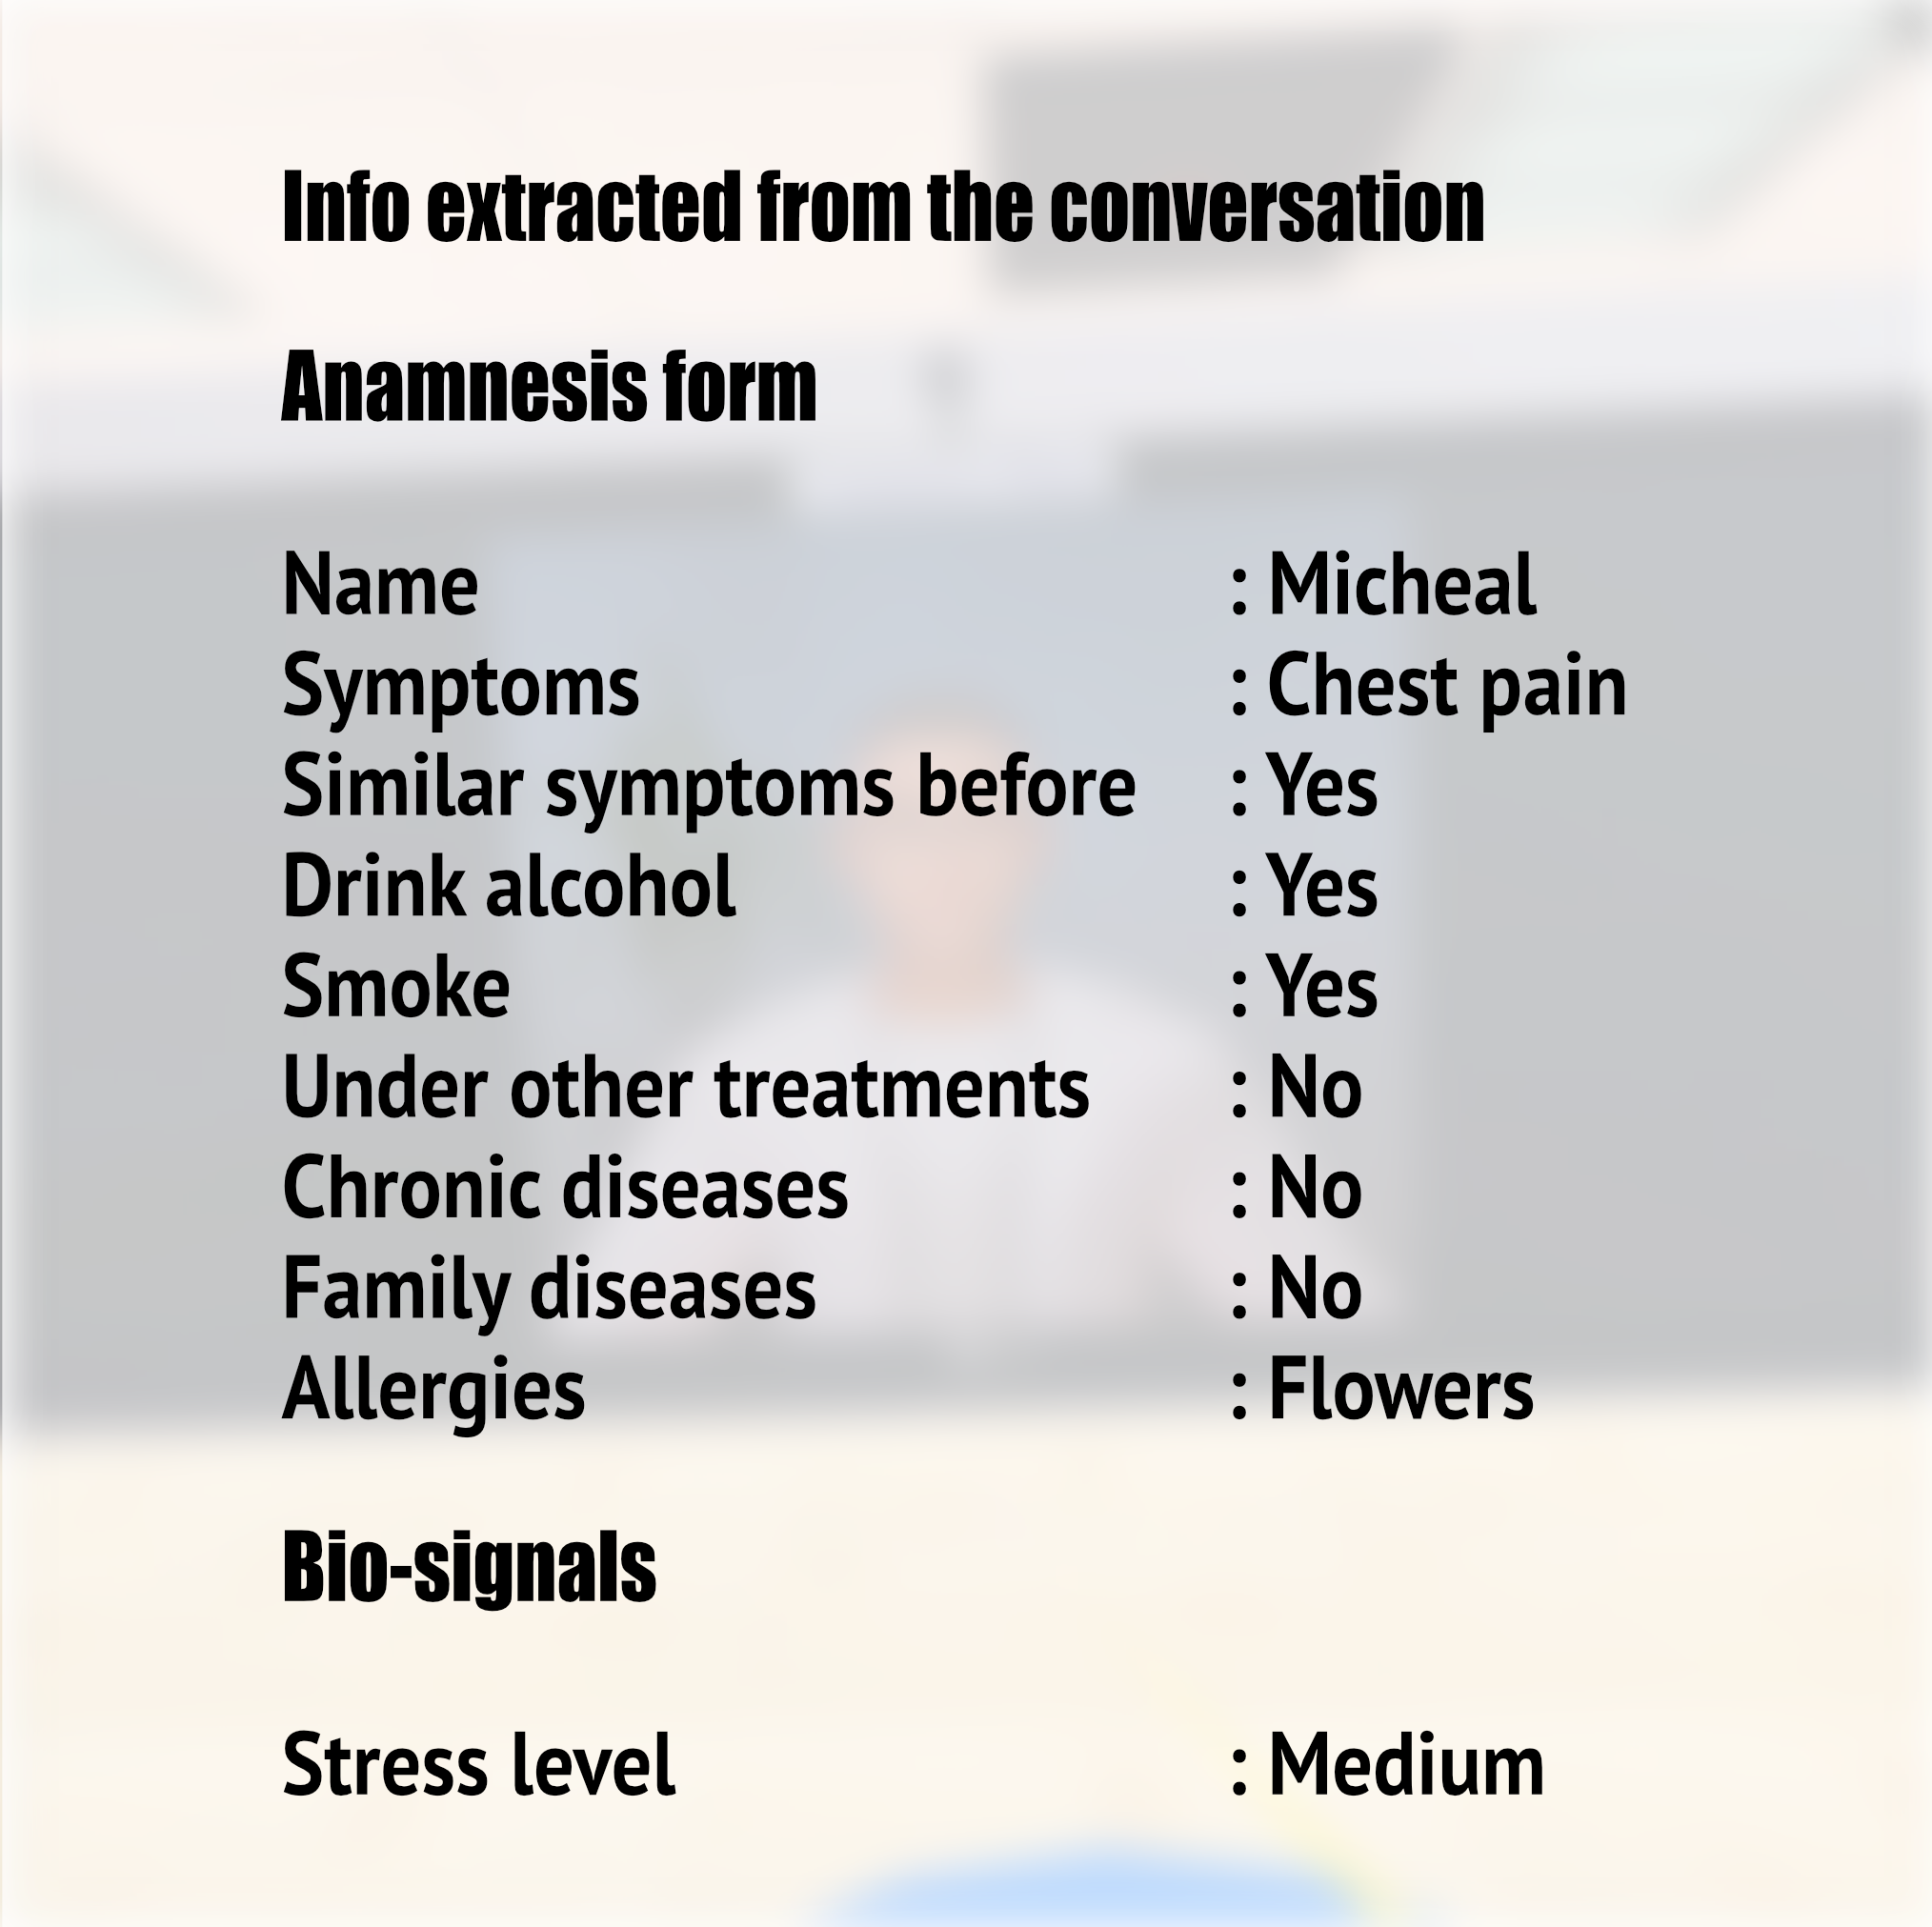 Info extracted from the conversation
Anamnesis form
Name : Micheal
Symptoms : Chest pain
Similar symptoms before : Yes
Drink alcohol : Yes
Smoke : Yes
Under other treatments : No
Chronic diseases : No
Family diseases : No
Allergies : Flowers
Bio-signals
Stress level : Medium